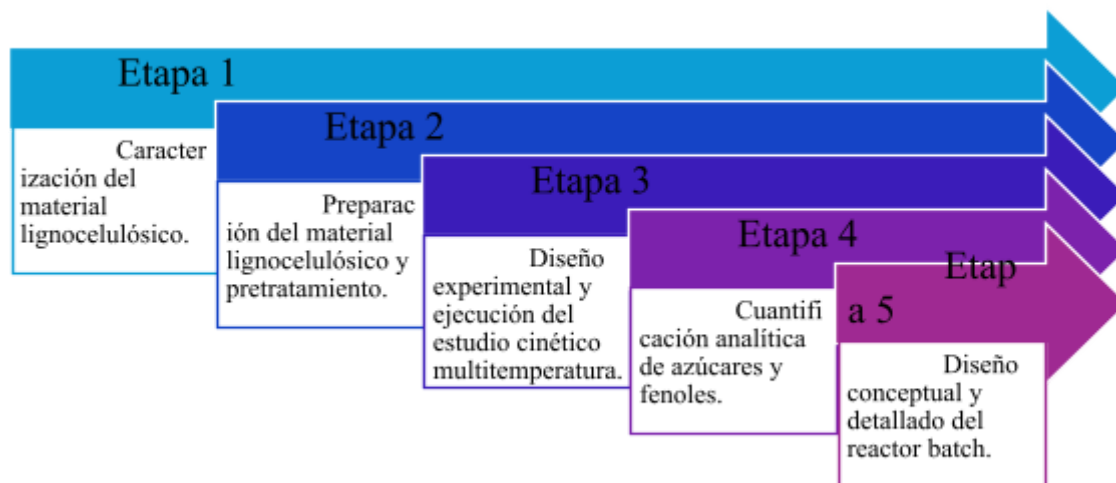 Etapa 1
Caracter
ización del
material
lignocelulósico.
Etapa 2
Preparac
ión del material
lignocelulósico y
pretratamiento.
Etapa 3
Diseño
experimental y
ejecución del
estudio cinético
multitemperatura.
Etapa 4
Cuantifi
cación analítica
de azúcares y
fenoles.
Etap
a 5
Diseño
conceptual y
detallado del
reactor batch.